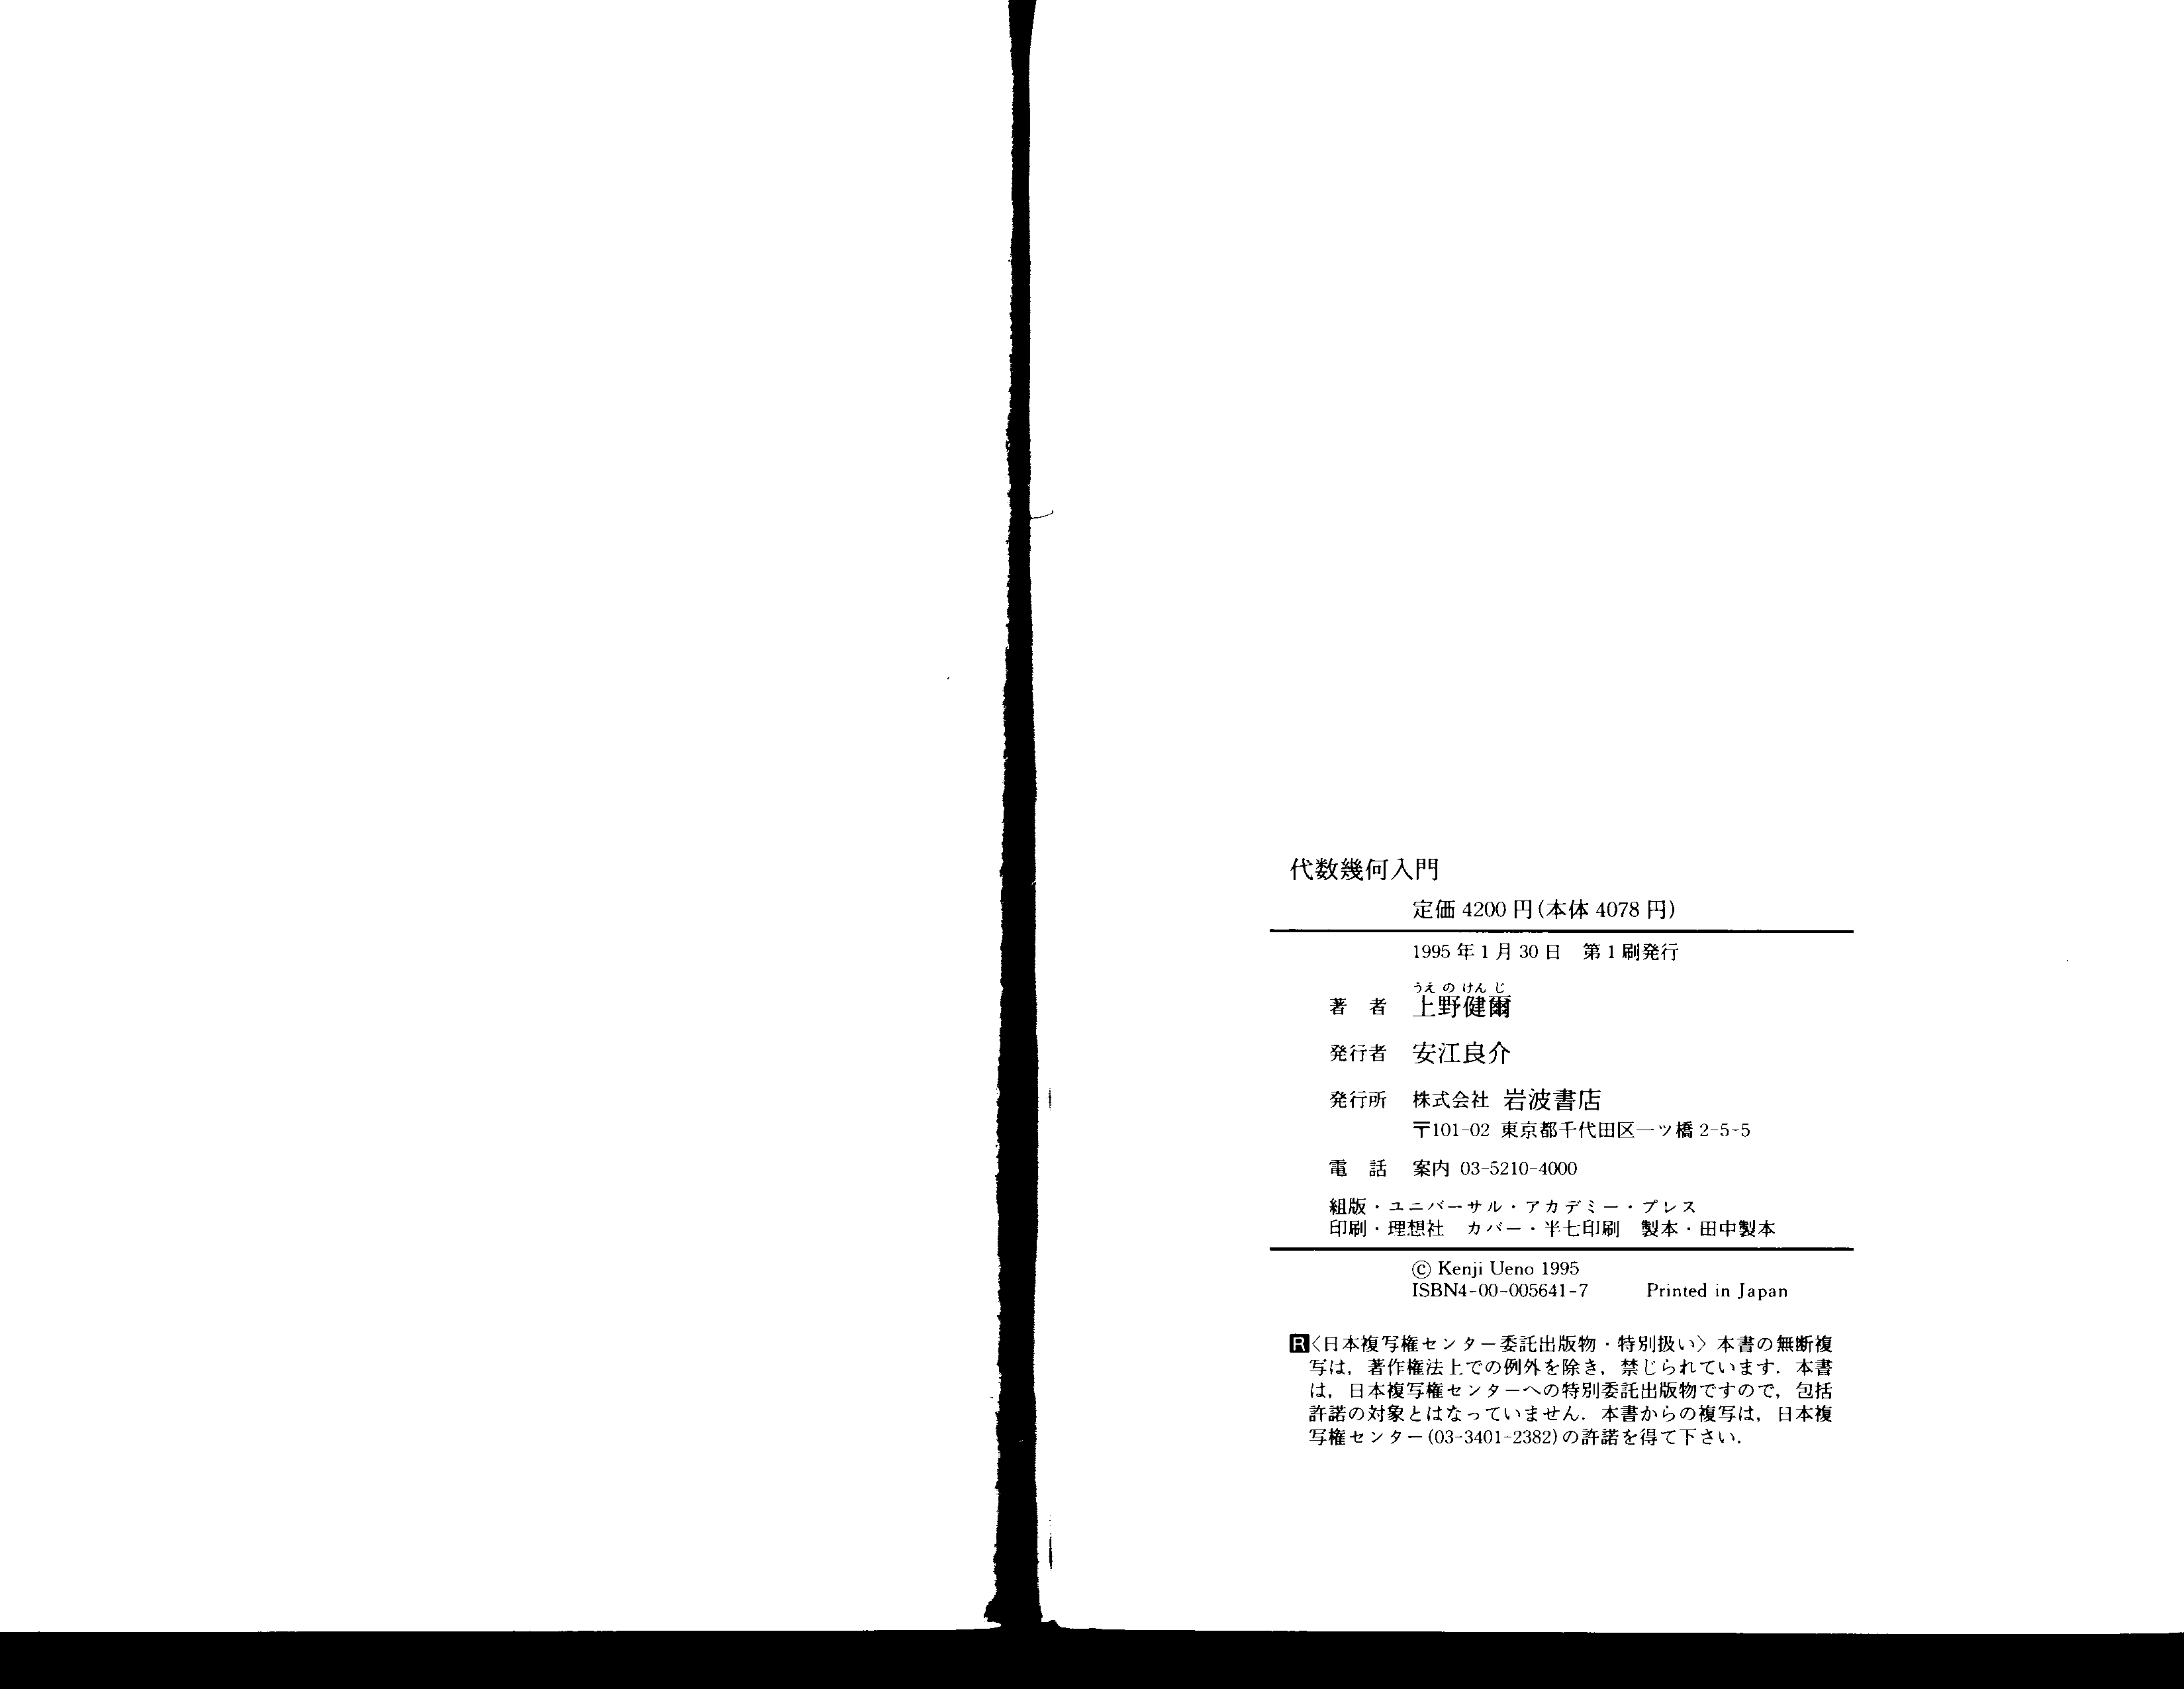 代数幾何入門
定価 4200 円(本体 4078 円)
1995 年 1 月 30 日　第 1 刷発行
うえ の けん じ
著　者　上野健爾
発行者　安江良介
発行所　株式会社 岩波書店
〒101-02 東京都千代田区一ツ橋 2-5-5
電　話　案内 03-5210-4000
組版・ユニバーサル・アカデミー・プレス
印刷・理想社　カバー・半七印刷　製本・田中製本
© Kenji Ueno 1995
ISBN4-00-005641-7　Printed in Japan
R〈日本複写権センター委託出版物・特別扱い〉本書の無断複
写は，著作権法上での例外を除き，禁じられています．本書
は，日本複写権センターへの特別委託出版物ですので，包括
許諾の対象とはなっていません．本書からの複写は，日本複
写権センター(03-3401-2382)の許諾を得て下さい．